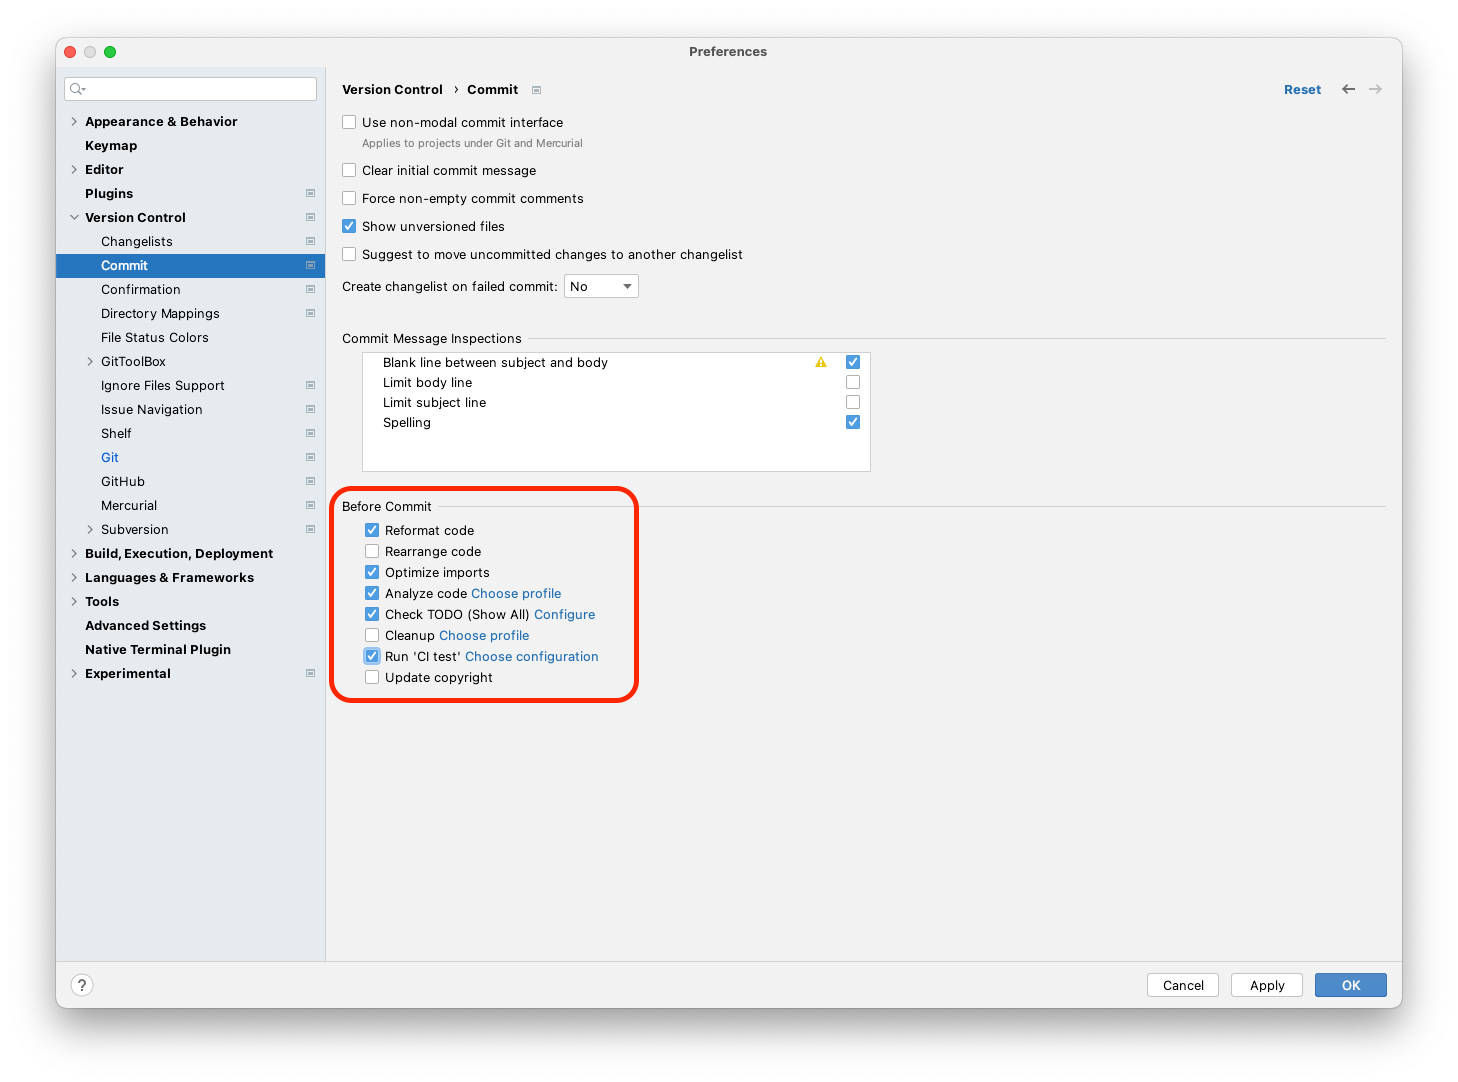 Preferences
Appearance & Behavior
Keymap
Editor
Plugins
Version Control
Changelists
Commit
Confirmation
Directory Mappings
File Status Colors
GitToolBox
Ignore Files Support
Issue Navigation
Shelf
Git
GitHub
Mercurial
Subversion
Build, Execution, Deployment
Languages & Frameworks
Tools
Advanced Settings
Native Terminal Plugin
Experimental
Version Control › Commit
Reset
Use non-modal commit interface
Applies to projects under Git and Mercurial
Clear initial commit message
Force non-empty commit comments
Show unversioned files
Suggest to move uncommitted changes to another changelist
Create changelist on failed commit: No
Commit Message Inspections
Blank line between subject and body
Limit body line
Limit subject line
Spelling
Before Commit
Reformat code
Rearrange code
Optimize imports
Analyze code Choose profile
Check TODO (Show All) Configure
Cleanup Choose profile
Run 'CI test' Choose configuration
Update copyright
?
Cancel
Apply
OK